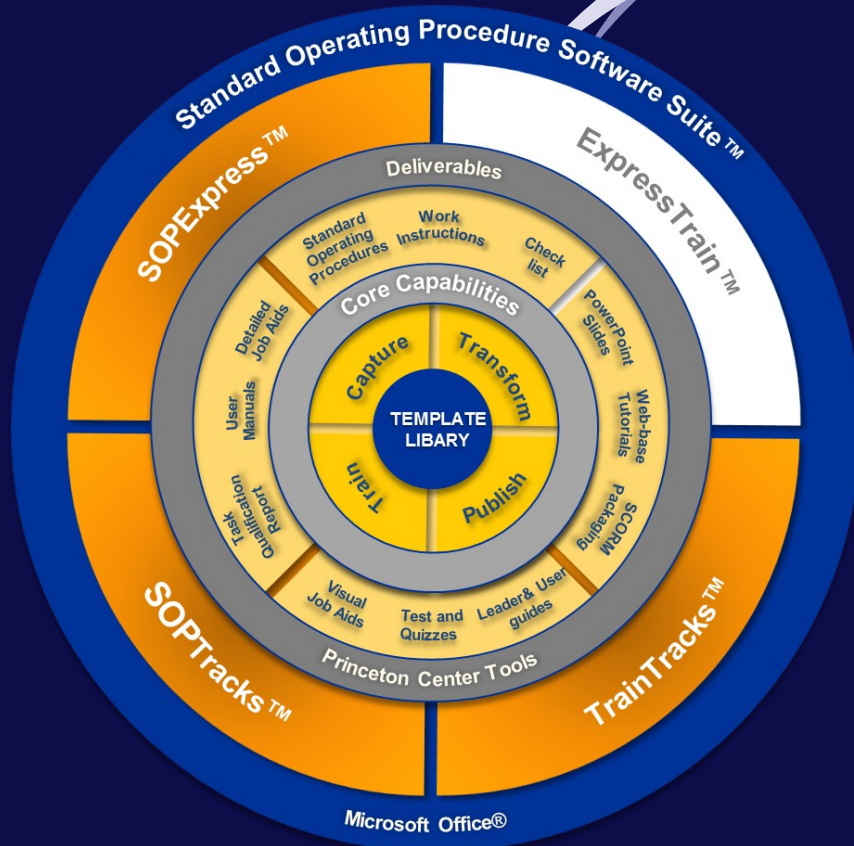 Standard Operating Procedure Software Suite™
SOPExpress™
ExpressTrain™
Deliverables
Standard
Operating
Procedures
Work
Instructions
Check
list
PowerPoint
Slides
Web-base
Tutorials
SCORM
Packaging
Leader& User
guides
Test and
Quizzes
Visual
Job Aids
Task
Qualification
Report
User
Manuals
Detailed
Job Aids
Core Capabilities
Capture
Transform
TEMPLATE
LIBARY
Train
Publish
Princeton Center Tools
SOPTracks™
TrainTracks™
Microsoft Office®